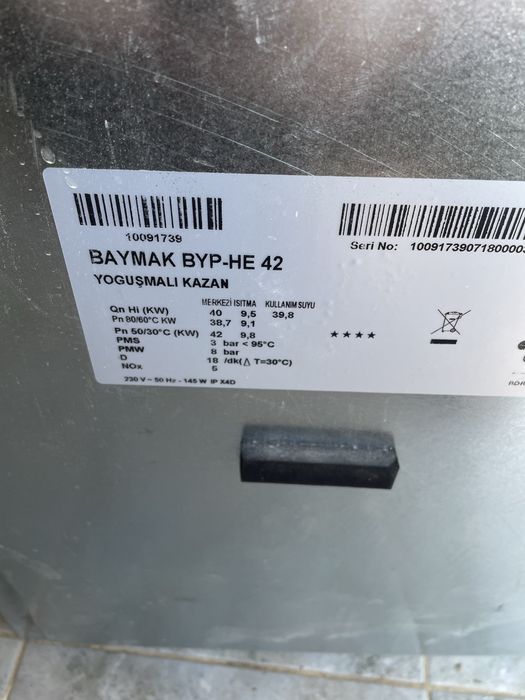 10091739
Seri No: 1009173907180000
BAYMAK BYP-HE 42
YOGUŞMALI KAZAN
MERKEZİ ISITMA KULLANIM SUYU
Qn Hi (KW) 40 9,5 39,8
Pn 80/60°C KW 38,7 9,1
Pn 50/30°C (KW) 42 9,8
PMS 3 bar < 95°C
PMW 8 bar
D 18 /dk(Δ T=30°C)
NOx 5
★★★★
230 V ~ 50 Hz - 145 W IP X4D